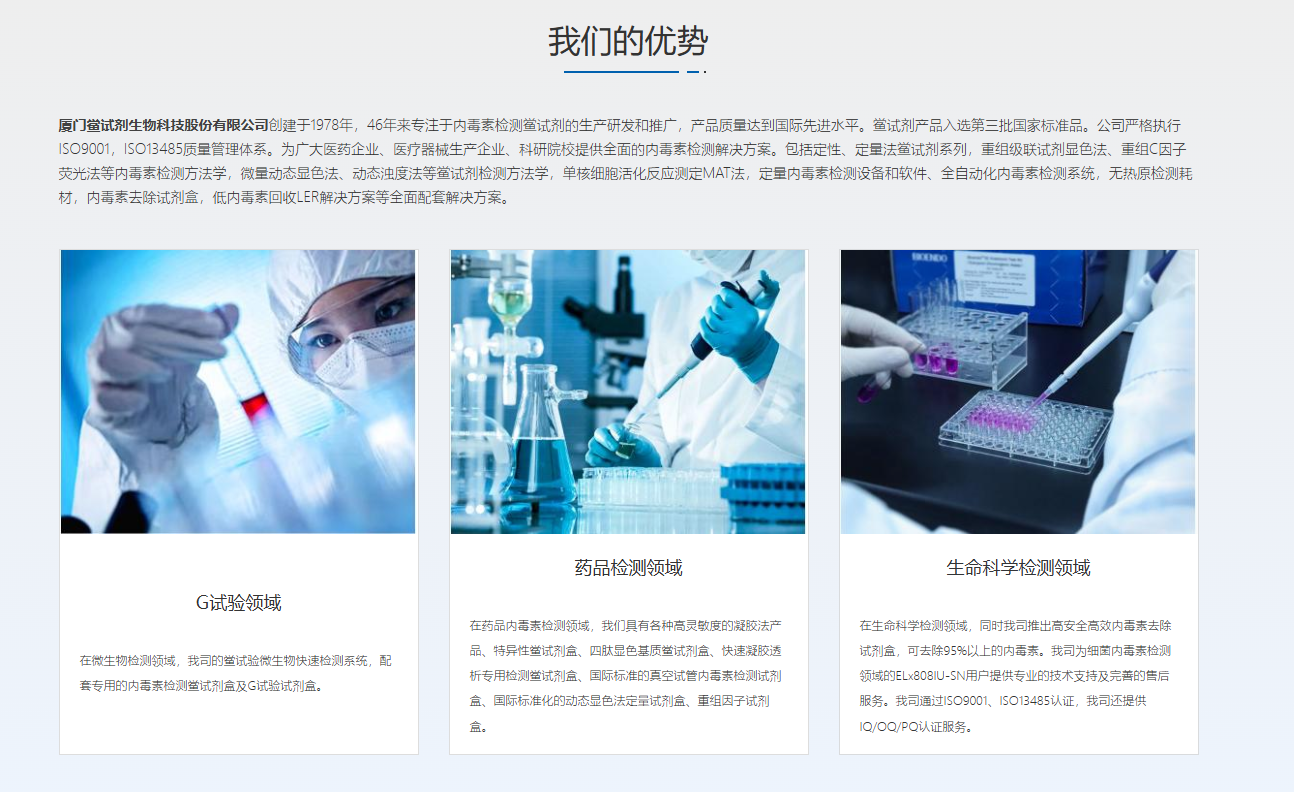 我们的优势
厦门鲎试剂生物科技股份有限公司创建于1978年，46年来专注于内毒素检测鲎试剂的生产研发和推广，产品质量达到国际先进水平。鲎试剂产品入选第三批国家标准品。公司严格执行
ISO9001，ISO13485质量管理体系。为广大医药企业、医疗器械生产企业、科研院校提供全面的内毒素检测解决方案。包括定性、定量法鲎试剂系列，重组级联试剂显色法、重组C因子
荧光法等内毒素检测方法学，微量动态显色法、动态浊度法等鲎试剂检测方法学，单核细胞活化反应测定MAT法，定量内毒素检测设备和软件、全自动化内毒素检测系统，无热原检测耗
材，内毒素去除试剂盒，低内毒素回收LER解决方案等全面配套解决方案。
BIOENDO
G试验领域
在微生物检测领域，我司的鲎试验微生物快速检测系统，配
套专用的内毒素检测鲎试剂盒及G试验试剂盒。
药品检测领域
在药品内毒素检测领域，我们具有各种高灵敏度的凝胶法产
品、特异性鲎试剂盒、四肽显色基质鲎试剂盒、快速凝胶透
析专用检测鲎试剂盒、国际标准的真空试管内毒素检测试剂
盒、国际标准化的动态显色法定量试剂盒、重组因子试剂
盒。
生命科学检测领域
在生命科学检测领域，同时我司推出高安全高效内毒素去除
试剂盒，可去除95%以上的内毒素。我司为细菌内毒素检测
领域的ELx808IU-SN用户提供专业的技术支持及完善的售后
服务。我司通过ISO9001、ISO13485认证，我司还提供
IQ/OQ/PQ认证服务。